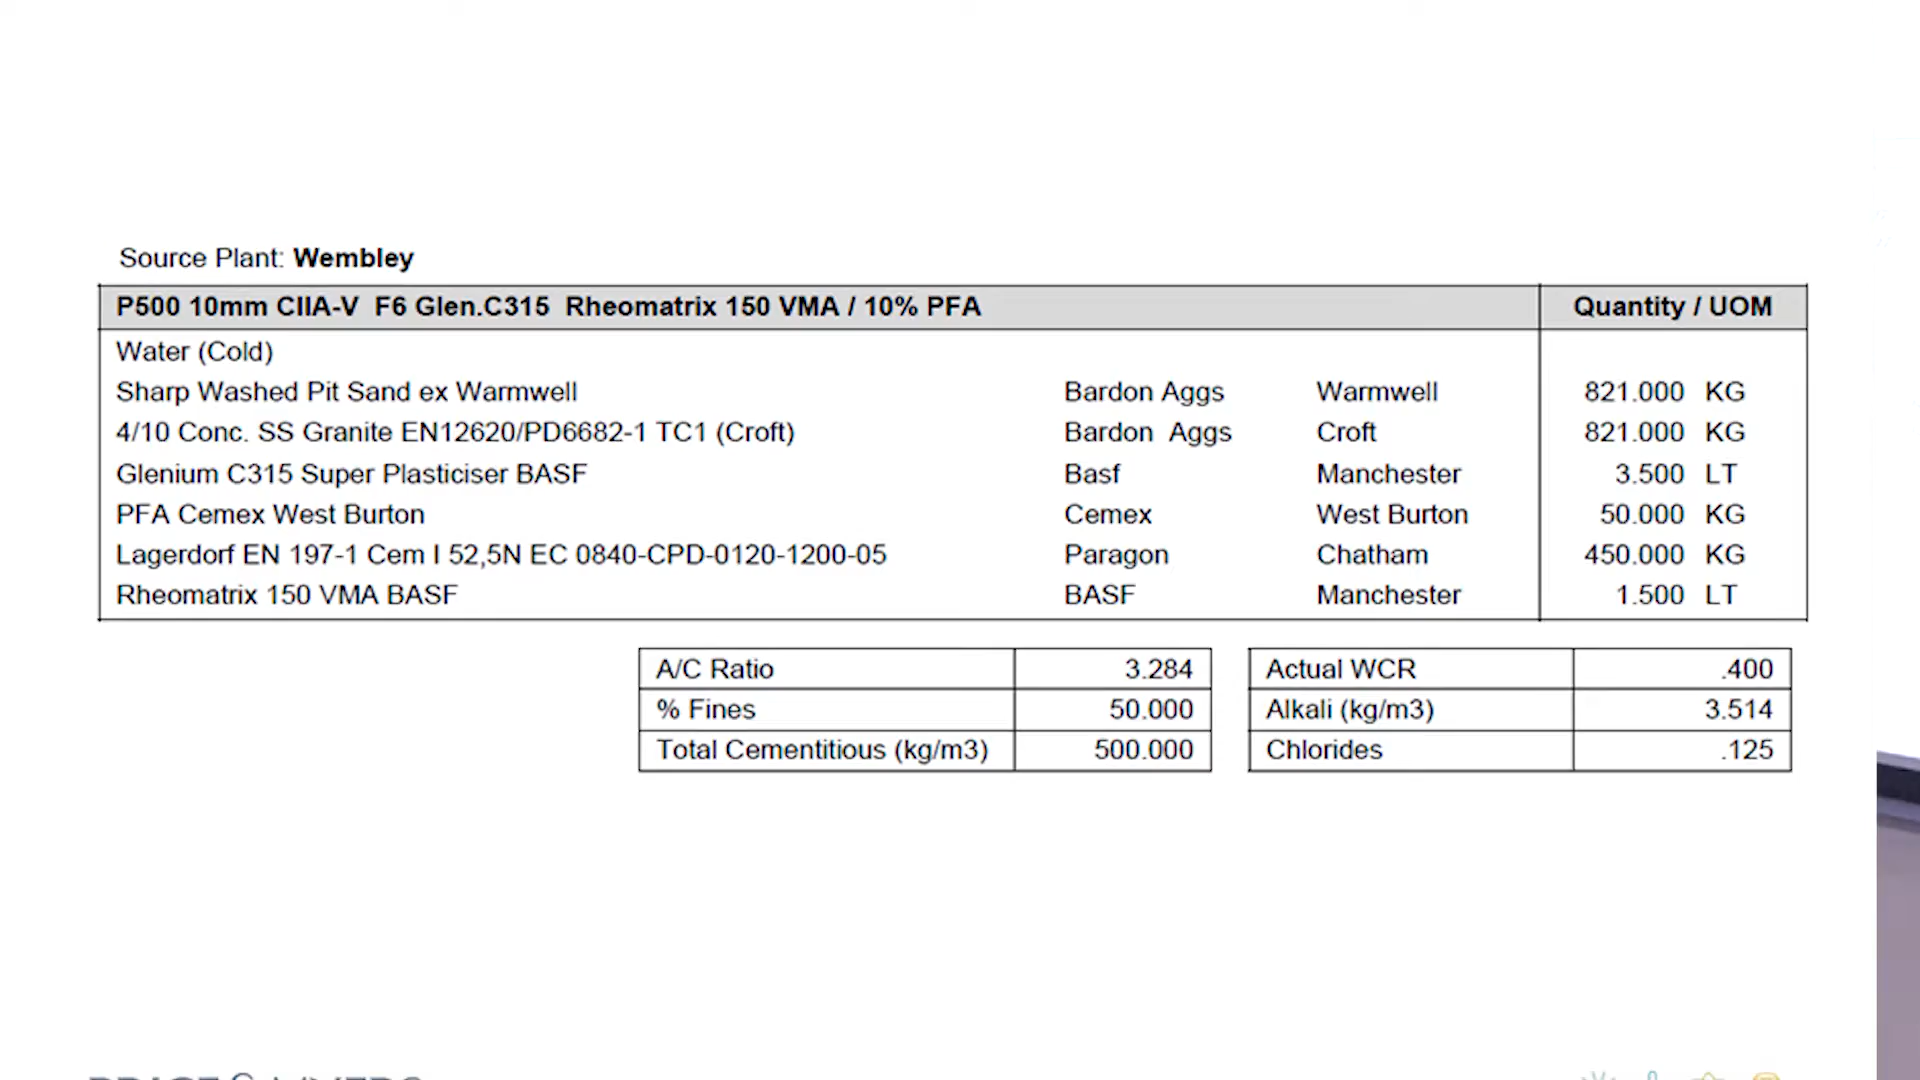 Source Plant: Wembley
P500 10mm CIIA-V F6 Glen.C315 Rheomatrix 150 VMA / 10% PFA Quantity / UOM
Water (Cold)
Sharp Washed Pit Sand ex Warmwell Bardon Aggs Warmwell 821.000 KG
4/10 Conc. SS Granite EN12620/PD6682-1 TC1 (Croft) Bardon Aggs Croft 821.000 KG
Glenium C315 Super Plasticiser BASF Basf Manchester 3.500 LT
PFA Cemex West Burton Cemex West Burton 50.000 KG
Lagerdorf EN 197-1 Cem I 52,5N EC 0840-CPD-0120-1200-05 Paragon Chatham 450.000 KG
Rheomatrix 150 VMA BASF BASF Manchester 1.500 LT
A/C Ratio 3.284 Actual WCR .400
% Fines 50.000 Alkali (kg/m3) 3.514
Total Cementitious (kg/m3) 500.000 Chlorides .125